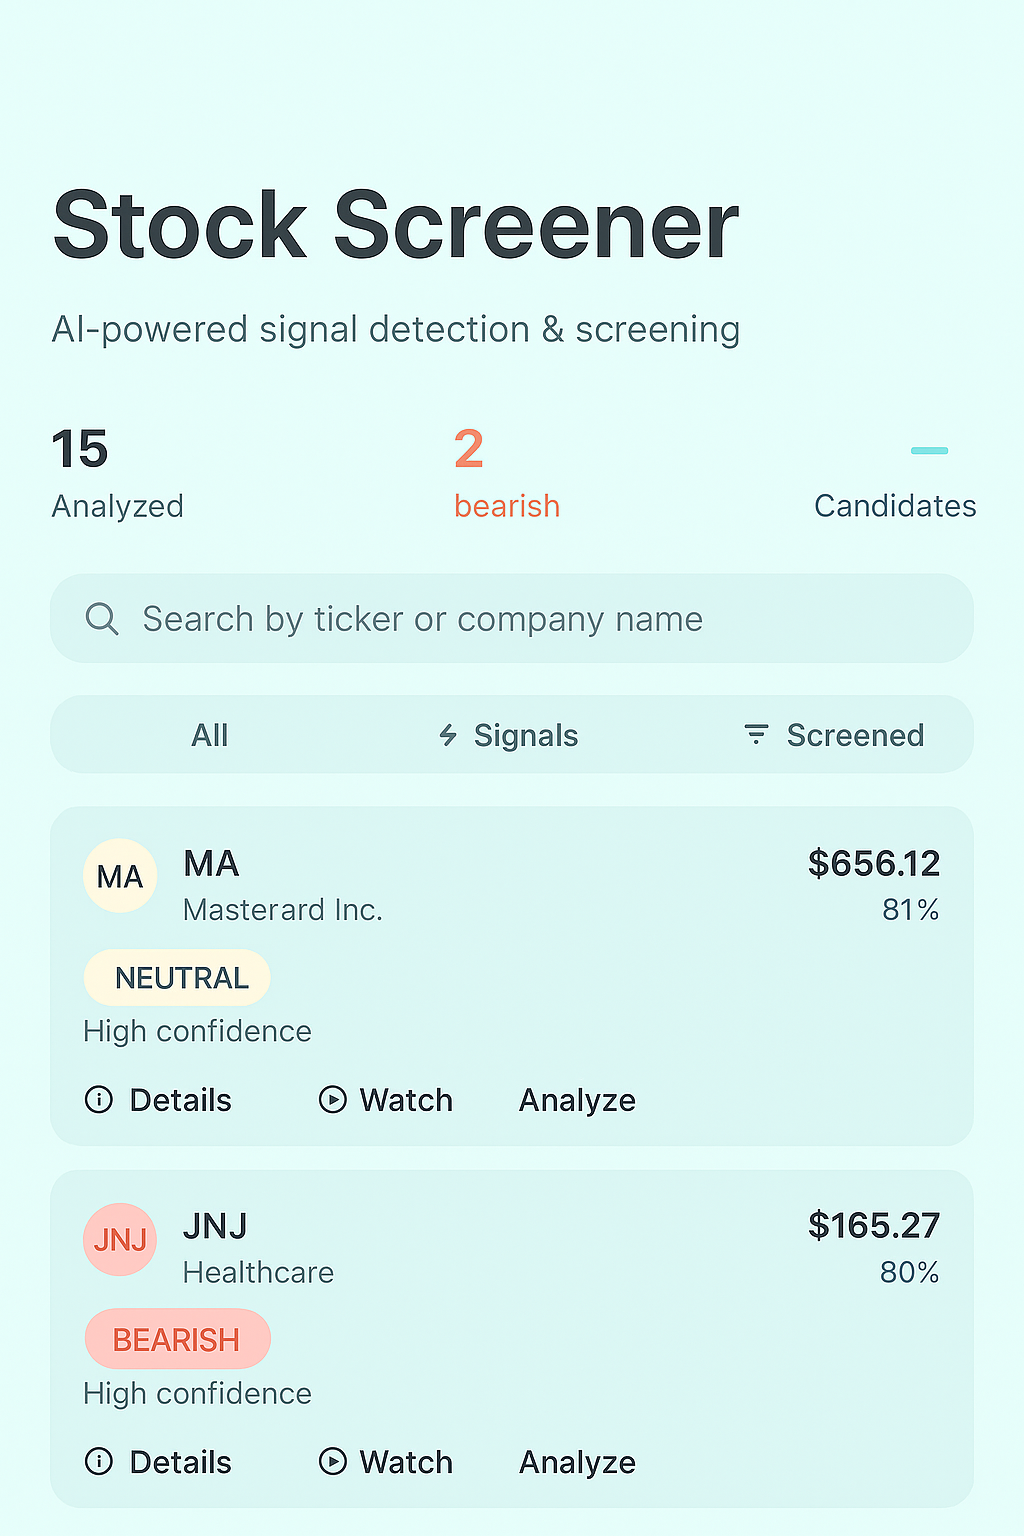 Stock Screener
AI-powered signal detection & screening
15
Analyzed
2
bearish
—
Candidates
Search by ticker or company name
All
Signals
Screened
MA
MA
$656.12
Masterard Inc.
81%
NEUTRAL
High confidence
Details
Watch
Analyze
JNJ
JNJ
$165.27
Healthcare
80%
BEARISH
High confidence
Details
Watch
Analyze